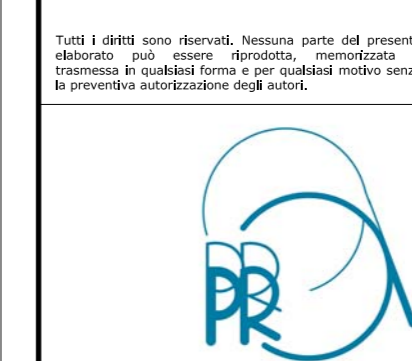 Tutti i diritti sono riservati. Nessuna parte del present
elaborato può essere riprodotta, memorizzata
trasmessa in qualsiasi forma e per qualsiasi motivo senz
la preventiva autorizzazione degli autori.